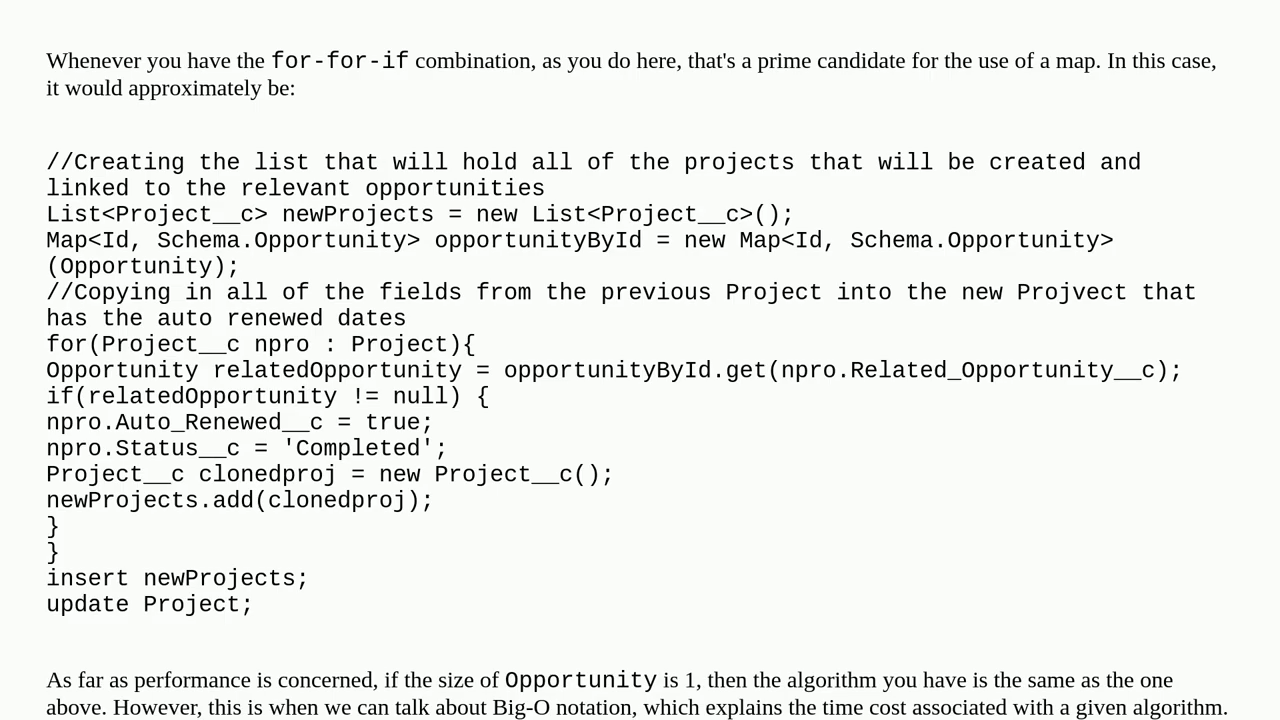 Whenever you have the for-for-if combination, as you do here, that's a prime candidate for the use of a map. In this case,
it would approximately be:
//Creating the list that will hold all of the projects that will be created and
linked to the relevant opportunities
List<Project__c> newProjects = new List<Project__c>();
Map<Id, Schema.Opportunity> opportunityById = new Map<Id, Schema.Opportunity>
(Opportunity);
//Copying in all of the fields from the previous Project into the new Projvect that
has the auto renewed dates
for(Project__c npro : Project){
Opportunity relatedOpportunity = opportunityById.get(npro.Related_Opportunity__c);
if(relatedOpportunity != null) {
npro.Auto_Renewed__c = true;
npro.Status__c = 'Completed';
Project__c clonedproj = new Project__c();
newProjects.add(clonedproj);
}
}
insert newProjects;
update Project;
As far as performance is concerned, if the size of Opportunity is 1, then the algorithm you have is the same as the one
above. However, this is when we can talk about Big-O notation, which explains the time cost associated with a given algorithm.